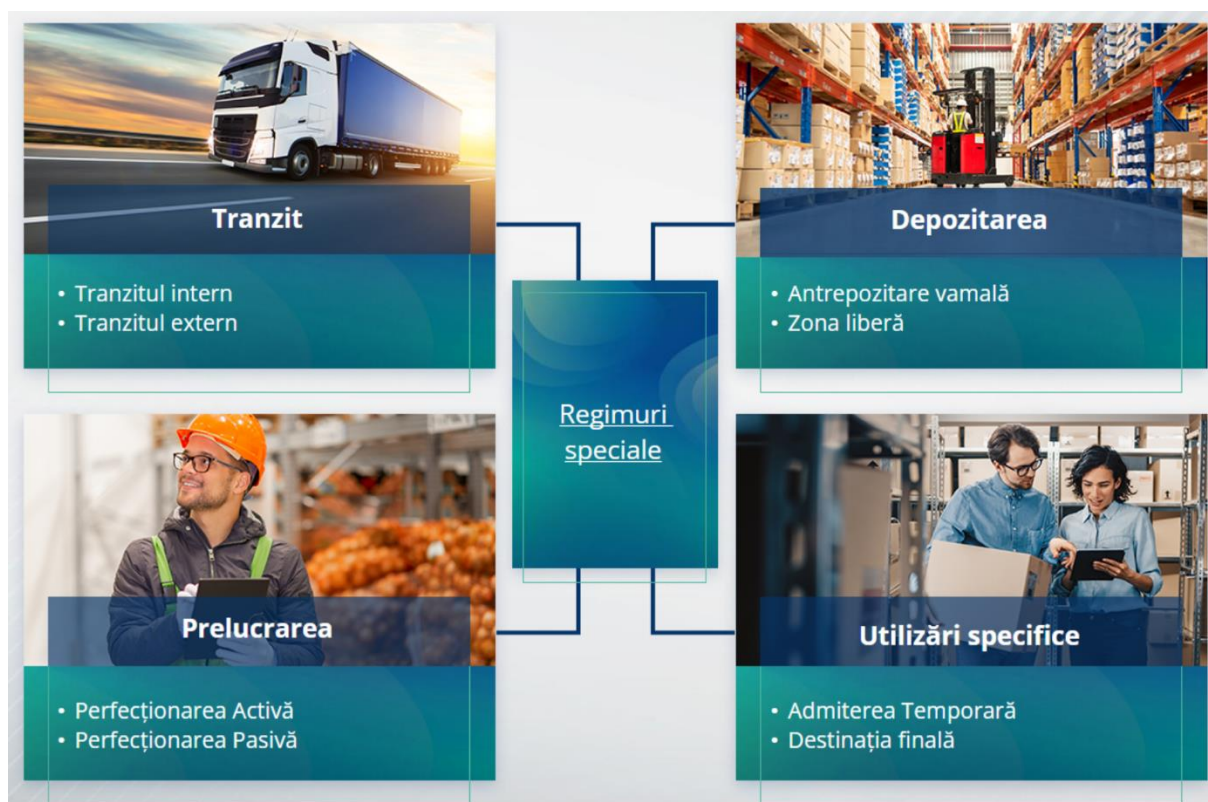 Tranzit
• Tranzitul intern
• Tranzitul extern
Depozitarea
• Antrepozitare vamală
• Zona liberă
Regimuri
speciale
Prelucrarea
• Perfecționarea Activă
• Perfecționarea Pasivă
Utilizări specifice
• Admiterea Temporară
• Destinația finală